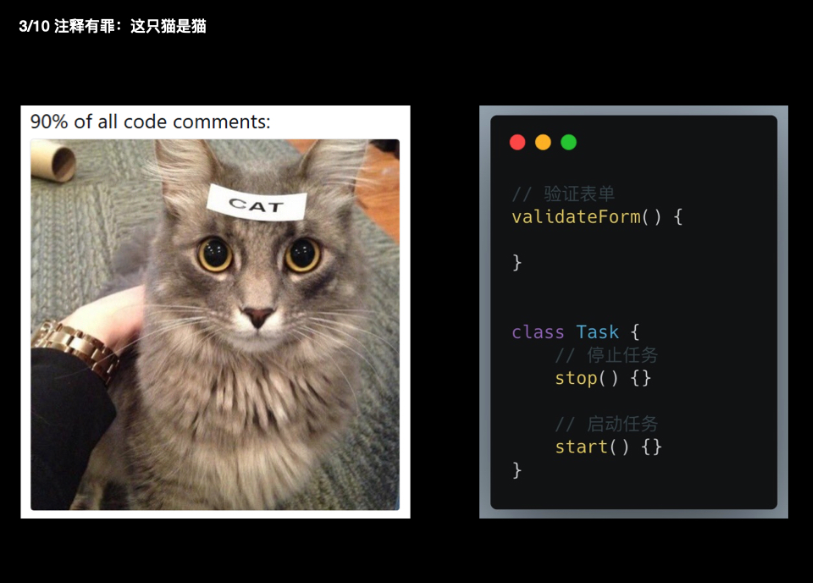 3/10 注释有罪：这只猫是猫
90% of all code comments:
CAT
// 验证表单
validateForm() {
}
class Task {
// 停止任务
stop() {}
// 启动任务
start() {}
}